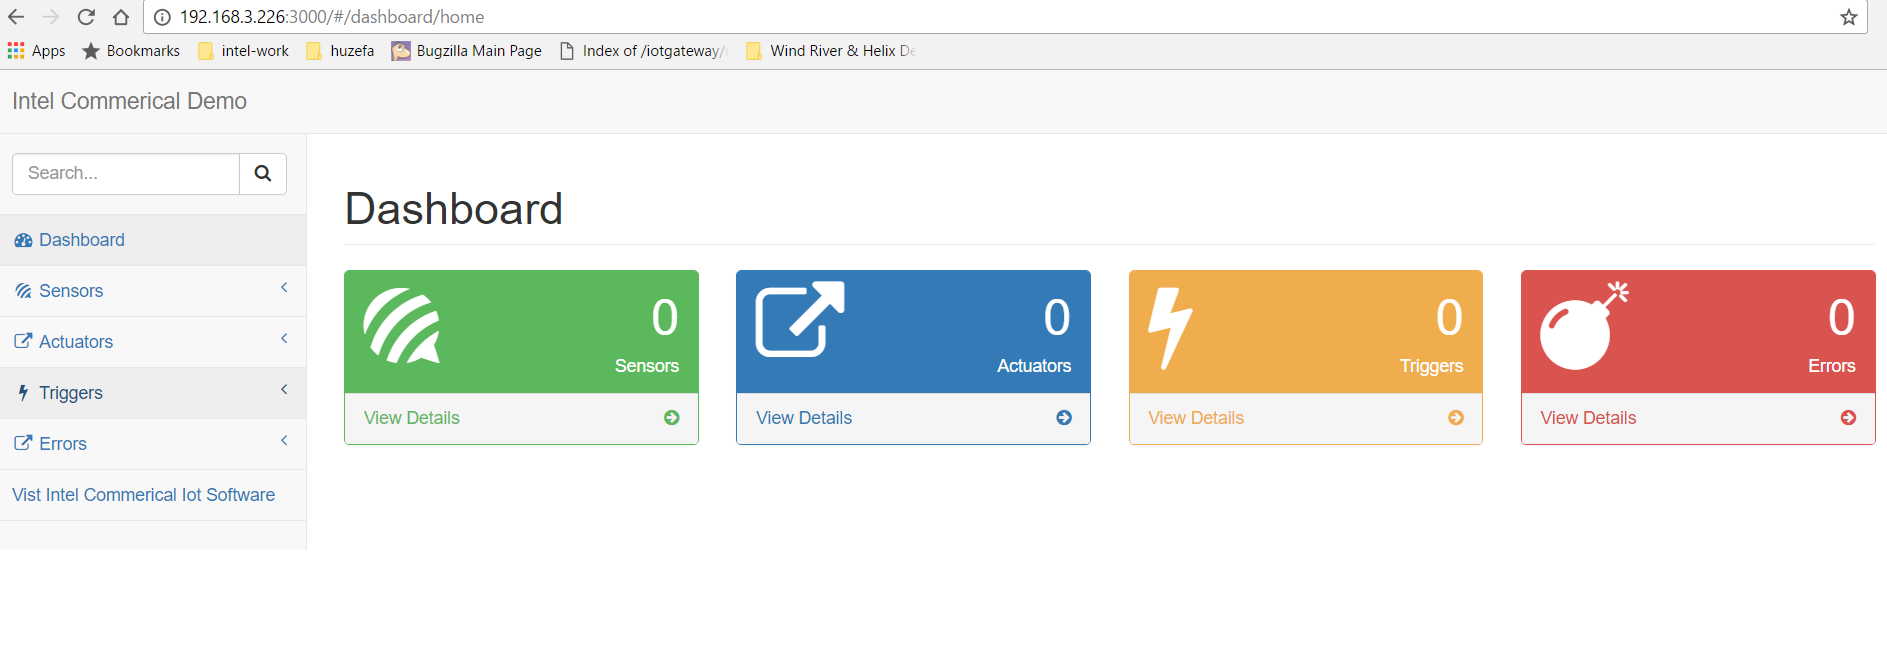 192.168.3.226:3000/#/dashboard/home
Apps Bookmarks intel-work huzefa Bugzilla Main Page Index of /iotgateway/ Wind River & Helix De
Intel Commerical Demo
Search...
Dashboard
Sensors
Actuators
Triggers
Errors
Vist Intel Commerical Iot Software
Dashboard
0
Sensors
View Details
0
Actuators
View Details
0
Triggers
View Details
0
Errors
View Details